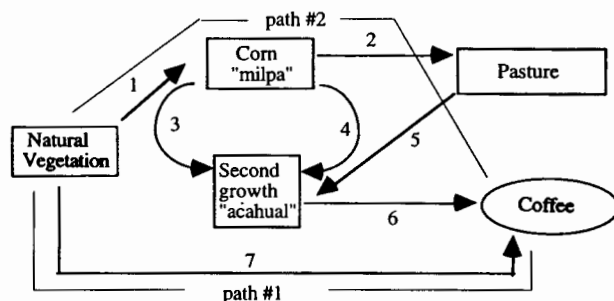 path #2
Corn
"milpa"
2
Pasture
1
Natural
Vegetation
3
4
5
Second
growth
"acahual"
6
Coffee
7
path #1